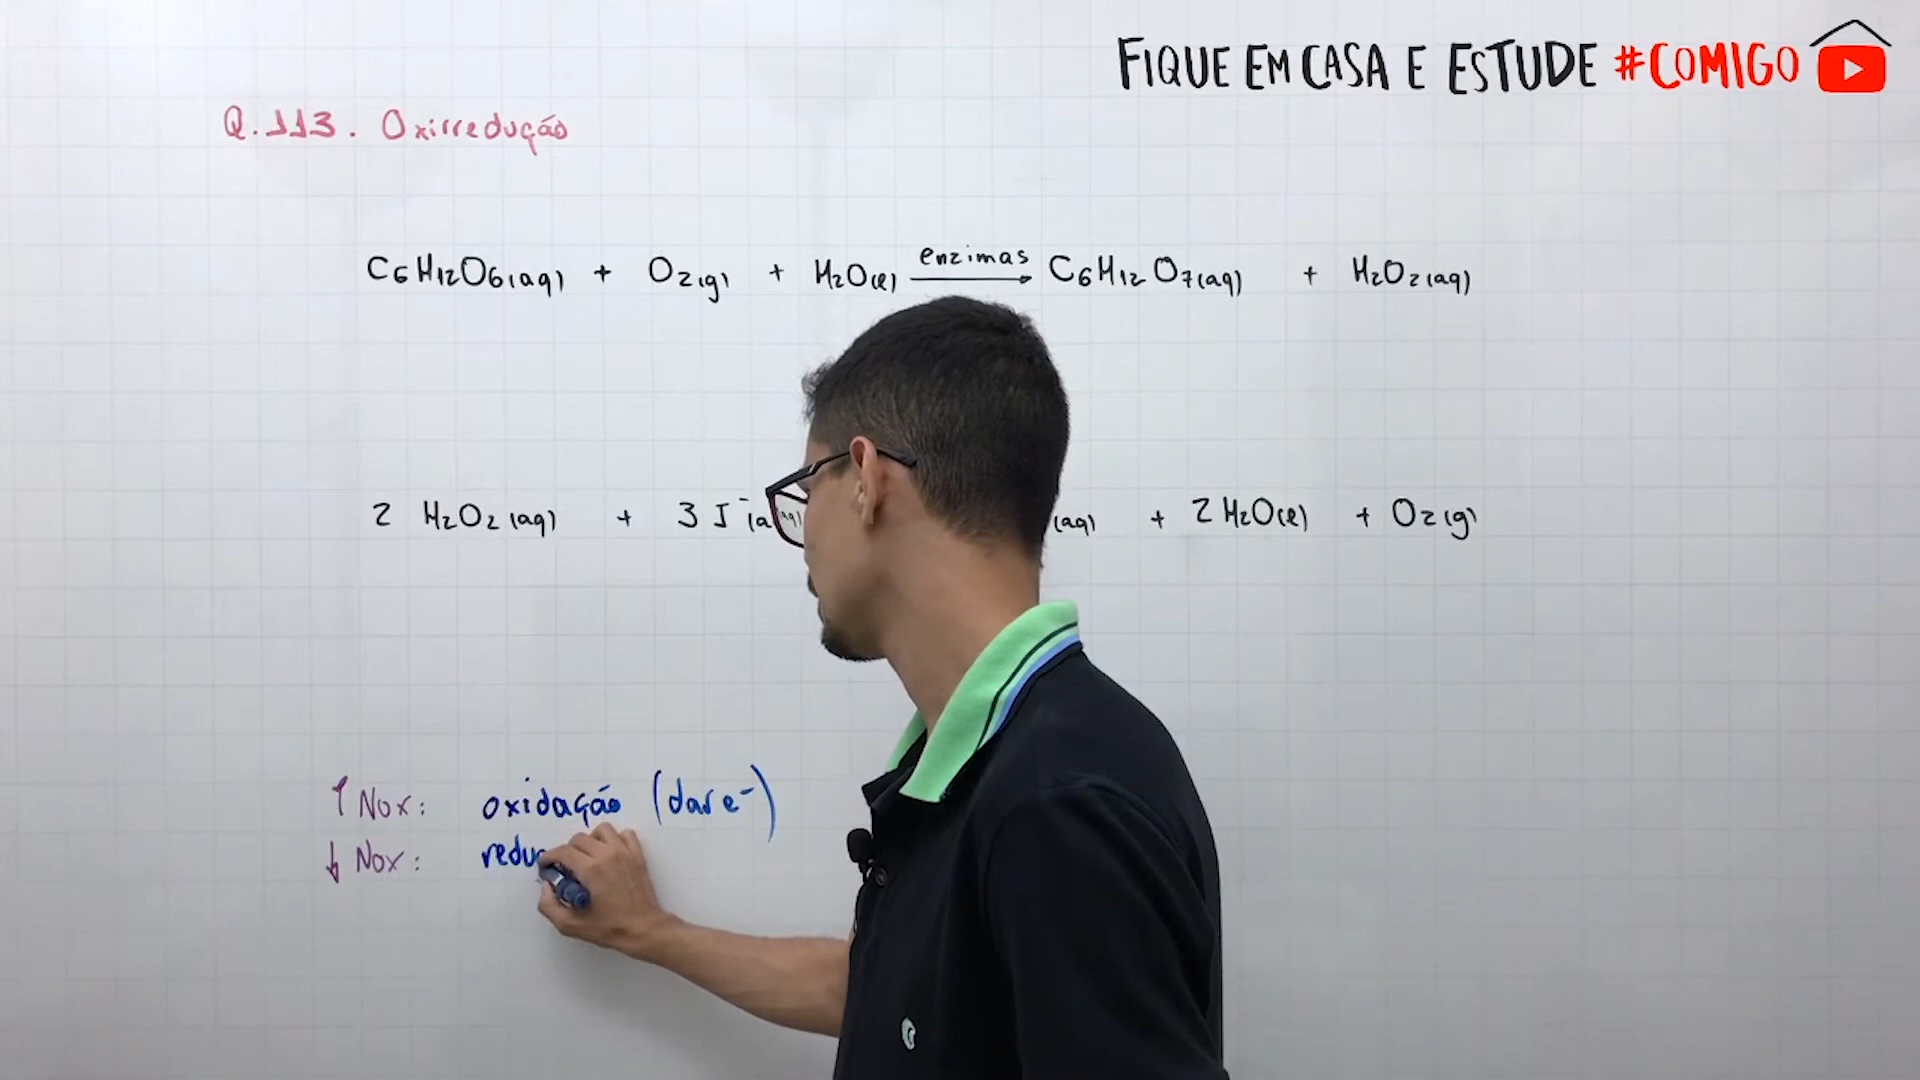 FIQUE EM CASA E ESTUDE #COMIGO
Q.113. Oxirredução
C6H12O6(aq) + O2(g) + H2O(l) enzimas → C6H12O7(aq) + H2O2(aq)
2 H2O2(aq) + 3 I⁻(a (aq) + 2 H2O(l) + O2(g)
↑ Nox: oxidação (dar e⁻)
↓ Nox: redu